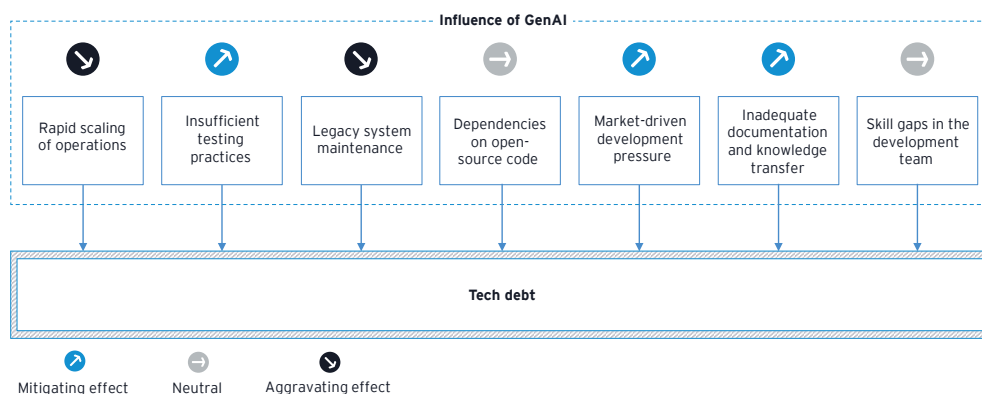 Influence of GenAI
Rapid scaling
of operations
Insufficient
testing
practices
Legacy system
maintenance
Dependencies
on open-
source code
Market-driven
development
pressure
Inadequate
documentation
and knowledge
transfer
Skill gaps in the
development
team
Tech debt
Mitigating effect
Neutral
Aggravating effect